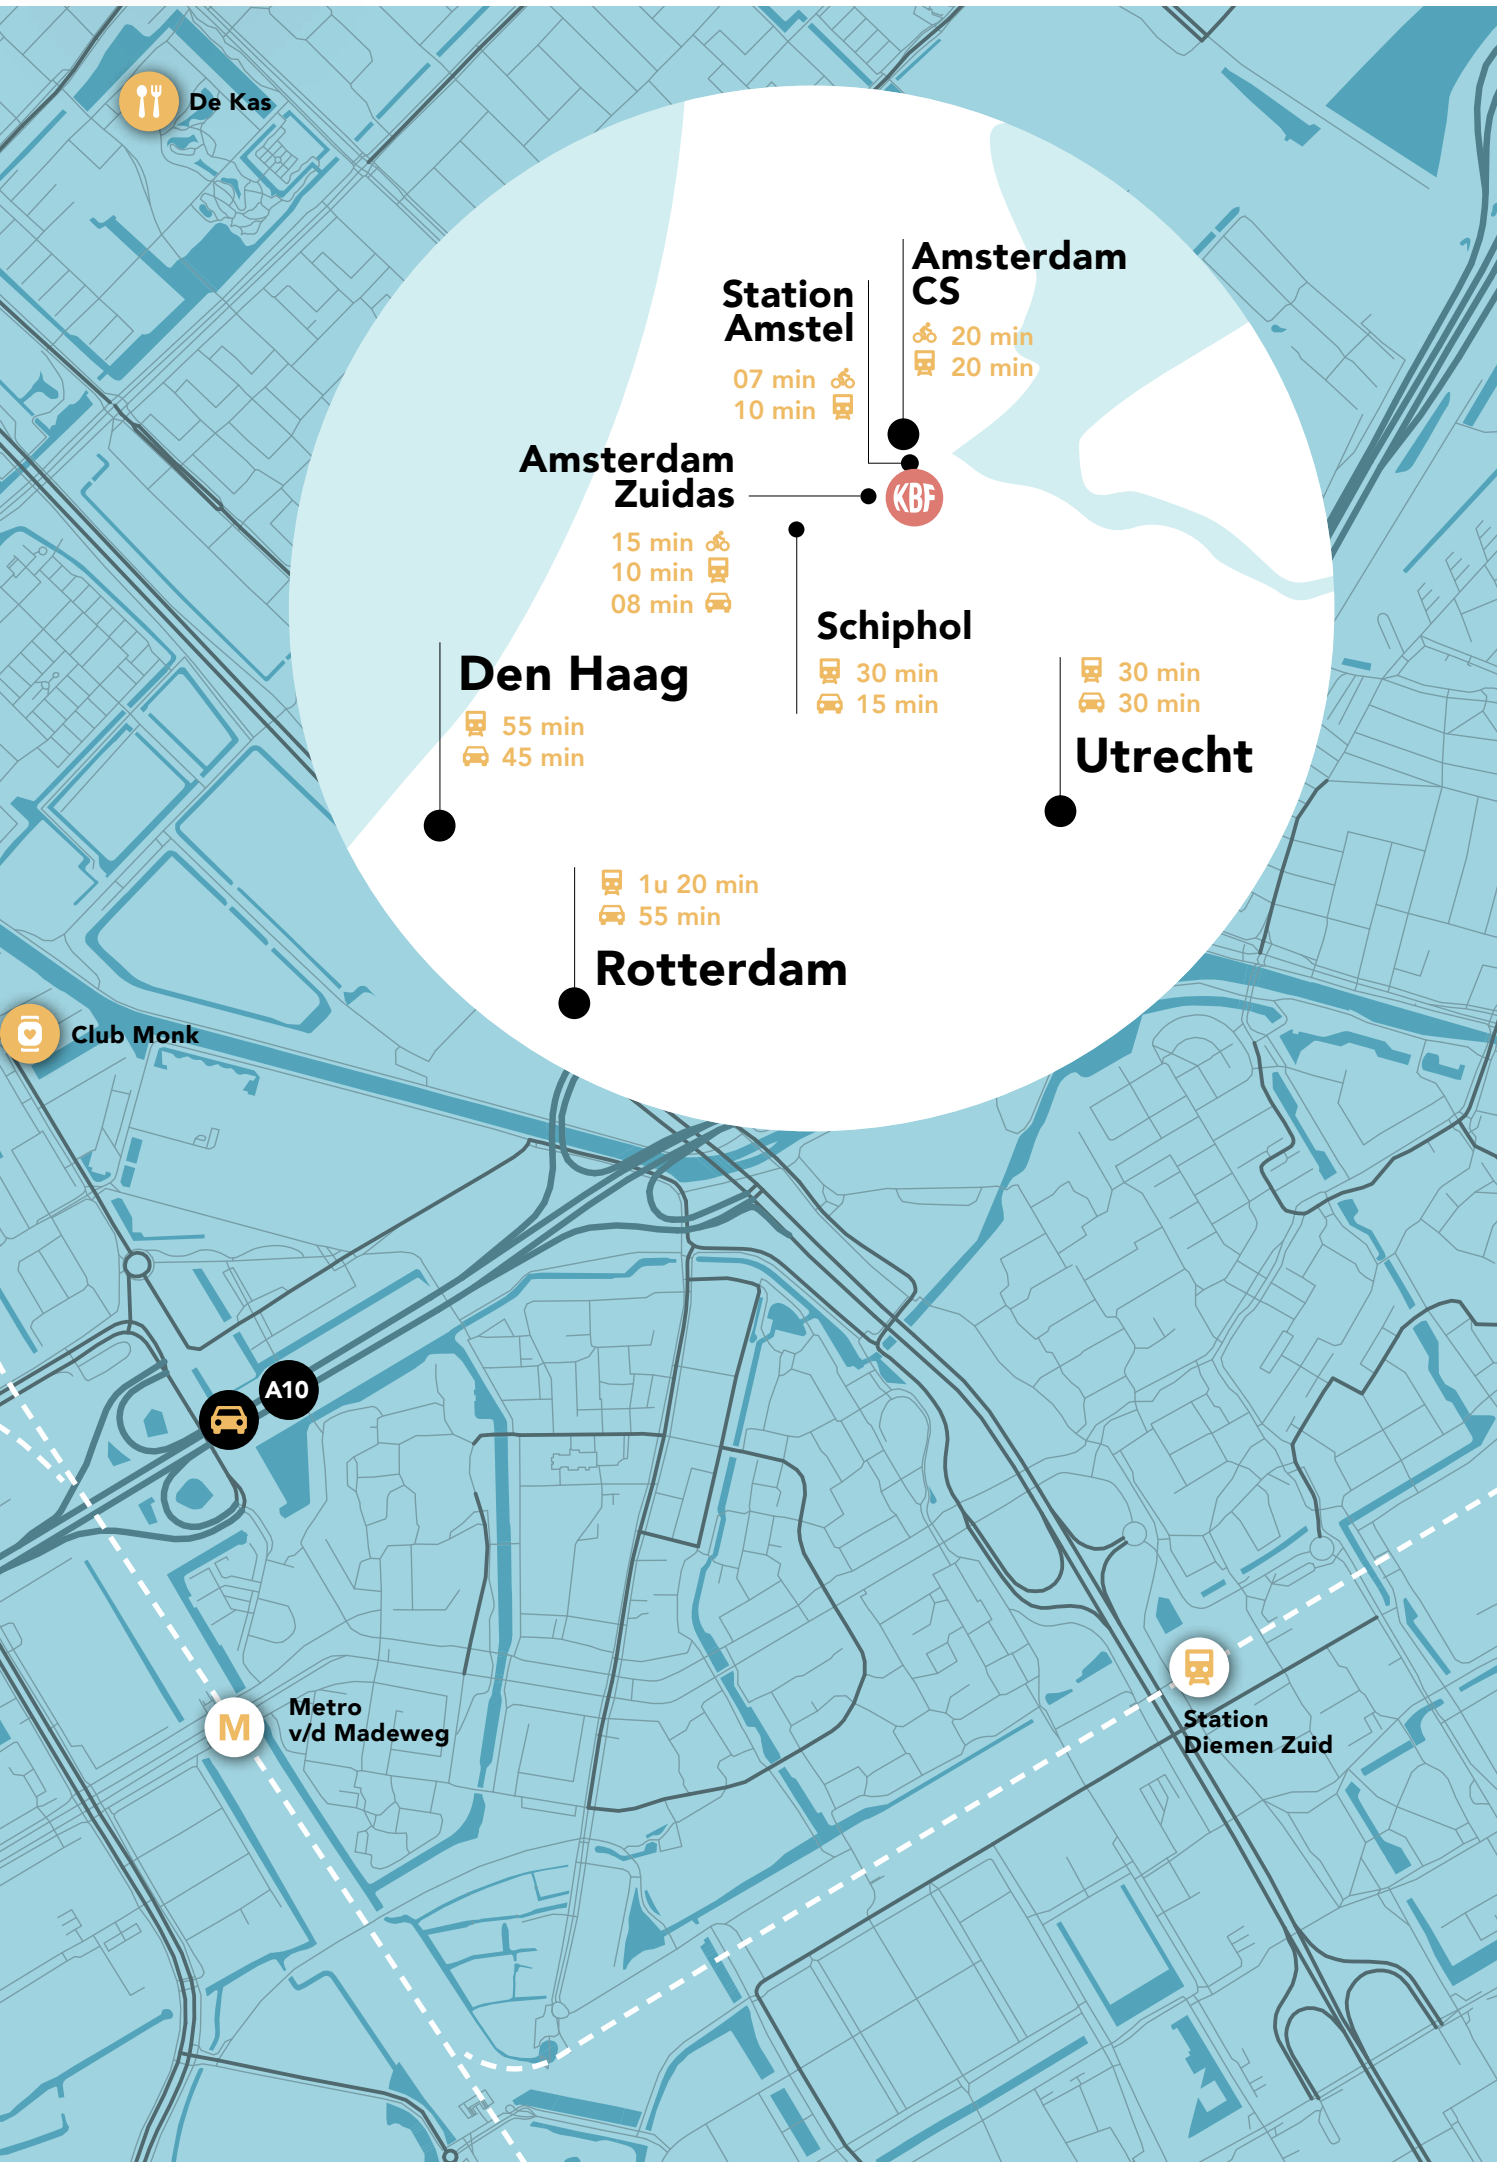 De Kas
Amsterdam
CS
20 min
20 min
Station
Amstel
07 min
10 min
Amsterdam
Zuidas
15 min
10 min
08 min
KBF
Schiphol
30 min
15 min
Den Haag
55 min
45 min
30 min
30 min
Utrecht
1u 20 min
55 min
Rotterdam
Club Monk
A10
M
Metro
v/d Madeweg
Station
Diemen Zuid